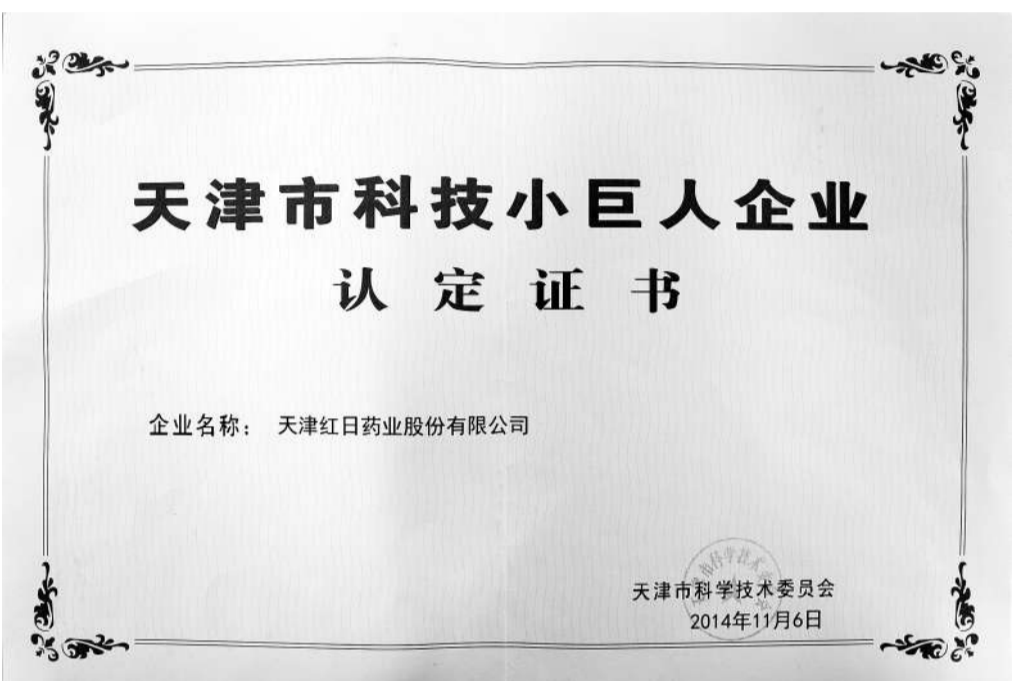 天津市科技小巨人企业
认定证书
企业名称： 天津红日药业股份有限公司
天津市科学技术委员会
2014年11月6日